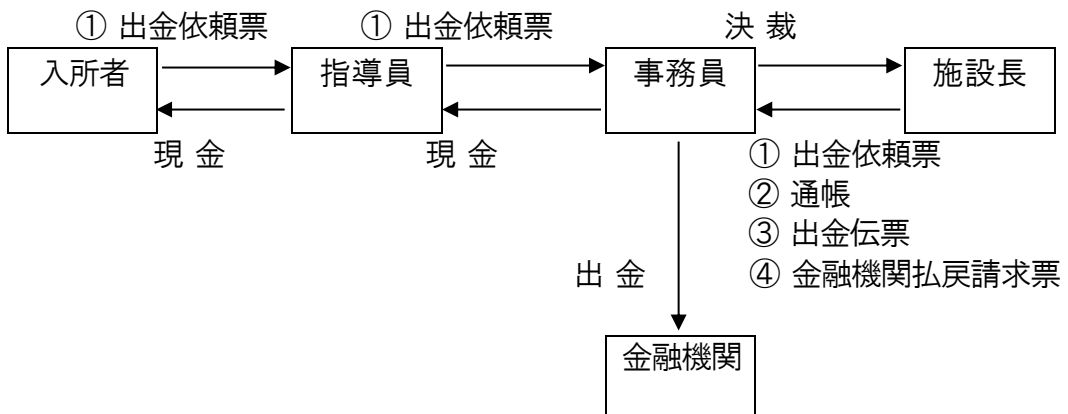 ① 出金依頼票 ① 出金依頼票 決 裁
入所者 指導員 事務員 施設長
現 金 現 金 ① 出金依頼票
② 通帳
③ 出金伝票
出 金 ④ 金融機関払戻請求票
金融機関